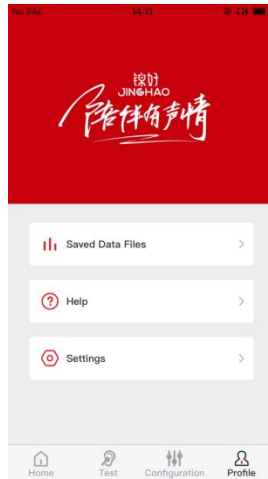 No SIM 14:11
锦好
JINGHAO
陪伴有声情
Saved Data Files
Help
Settings
Home Test Configuration Profile